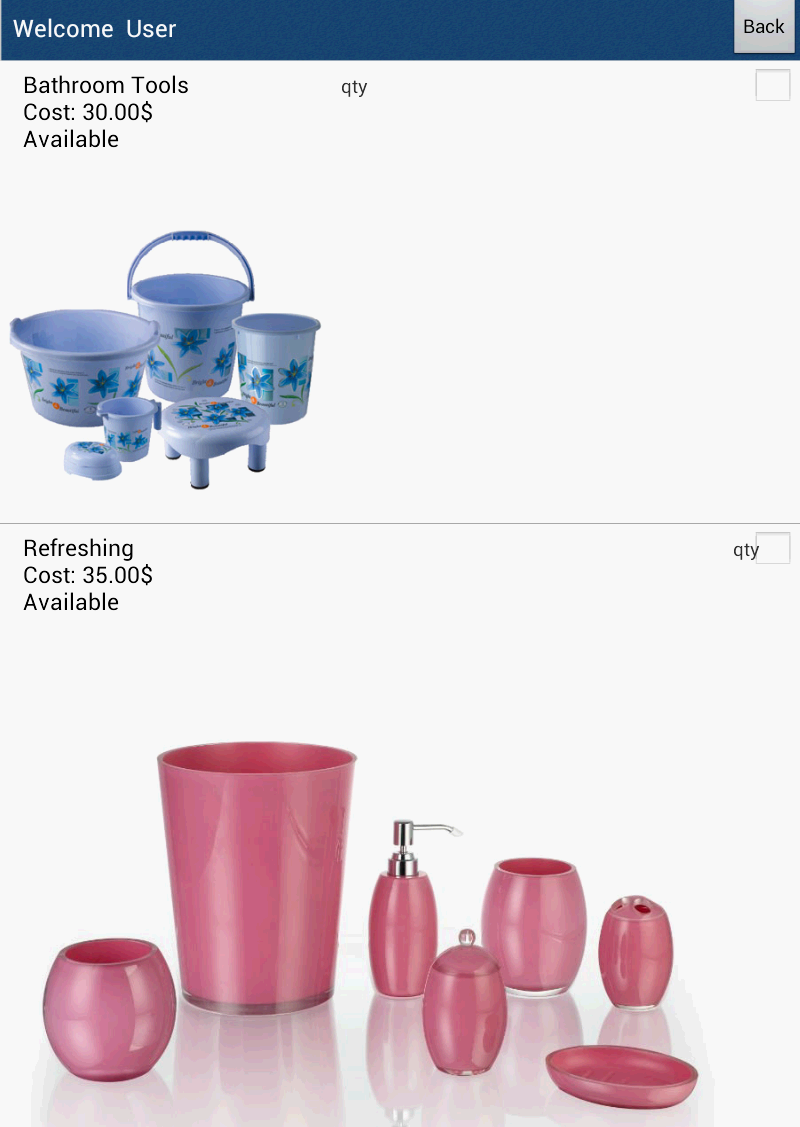 Welcome  User
Back
Bathroom Tools
qty
Cost: 30.00$
Available
Refreshing
qty
Cost: 35.00$
Available